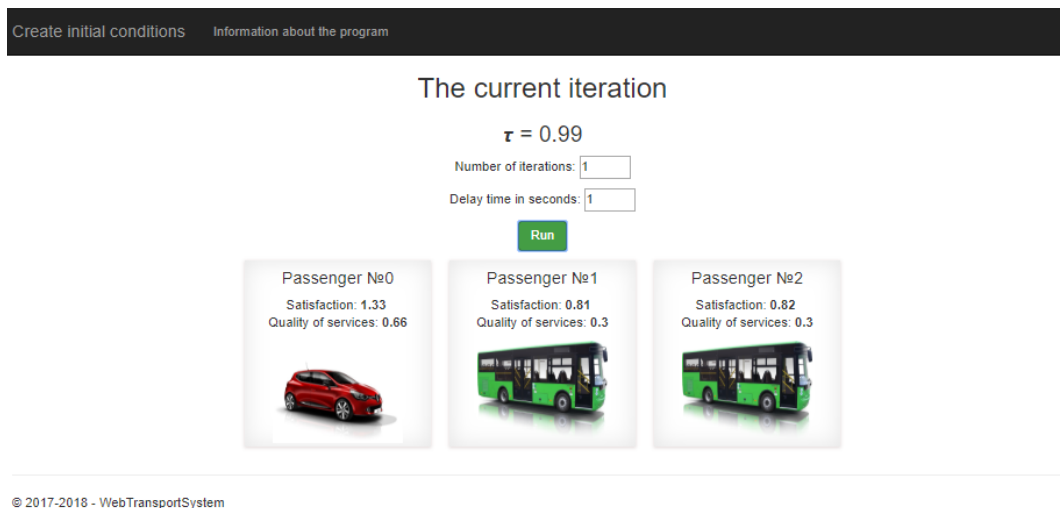 Create initial conditions Information about the program
The current iteration
τ = 0.99
Number of iterations: 1
Delay time in seconds: 1
Run
Passenger №0
Satisfaction: 1.33
Quality of services: 0.66
Passenger №1
Satisfaction: 0.81
Quality of services: 0.3
Passenger №2
Satisfaction: 0.82
Quality of services: 0.3
© 2017-2018 - WebTransportSystem